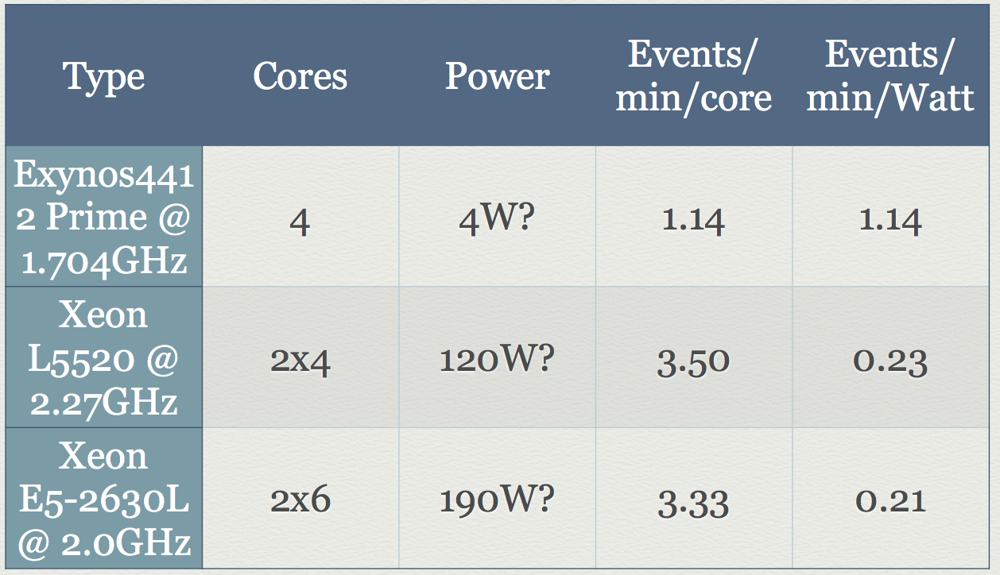 Type Cores Power Events/
min/core Events/
min/Watt
Exynos441
2 Prime @
1.704GHz 4 4W? 1.14 1.14
Xeon
L5520 @
2.27GHz 2x4 120W? 3.50 0.23
Xeon
E5-2630L
@ 2.0GHz 2x6 190W? 3.33 0.21